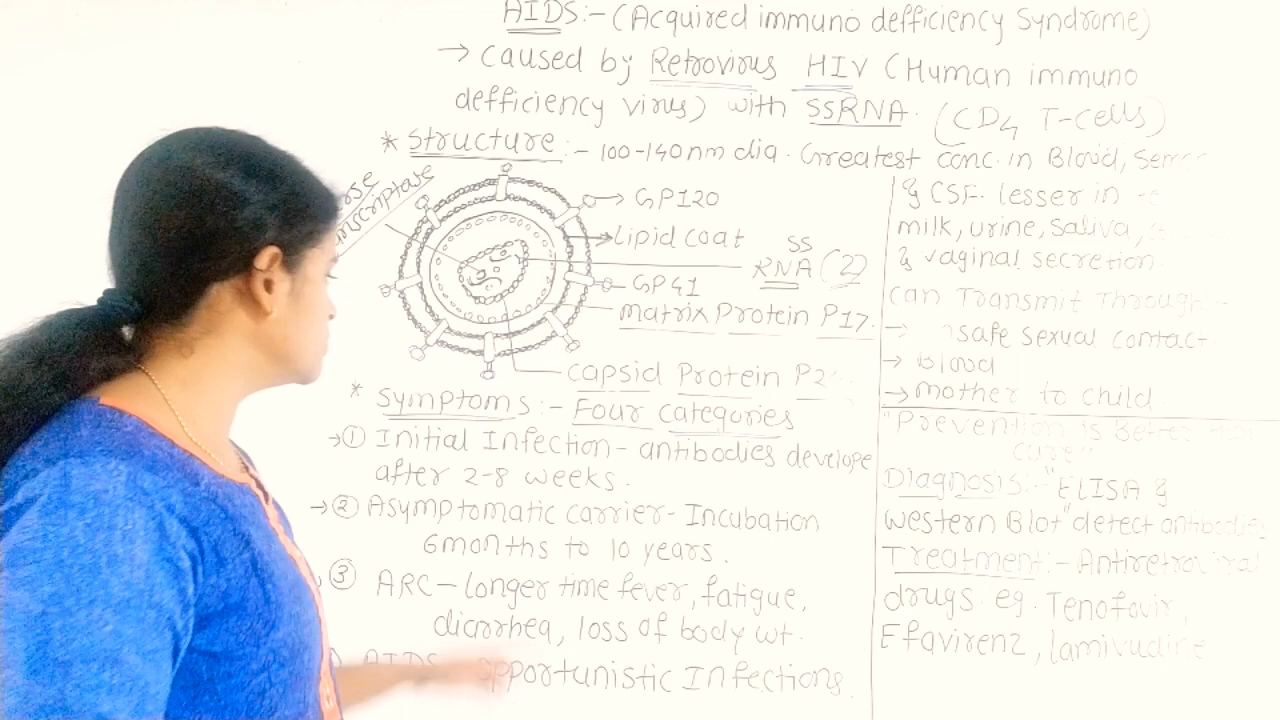 AIDS:- (Acquired immuno defficiency Syndrome)
→ caused by Retrovirus HIV (Human immuno
defficiency virus) with SSRNA. (CD4 T-cells)
* Structure:- 100-140nm dia. Greatest conc. in Blood,
& CSF. lesser in
milk, urine, saliva,
& vaginal secretion.
can Transmit Through
→ safe sexual contact
→ Blood
→ mother to child.
GP120
Lipid coat
SS
RNA (2)
GP41
matrix Protein P17.
capsid Protein
* Symptoms:- Four categories
→ ① Initial Infection - antibodies develope
after 2-8 weeks.
→ ② Asymptomatic carrier- Incubation
6months to 10 years.
③ ARC - longer time fever, fatigue,
diarrhea, loss of body wt.
AIDS opportunistic Infections.
"Prevention is Better than
cure"
Diagnosis:- "ELISA &
Western Blot" detect antibodies
Treatment:- Antiretroviral
drugs. eg. Tenofovir,
Efavirenz, lamivudine